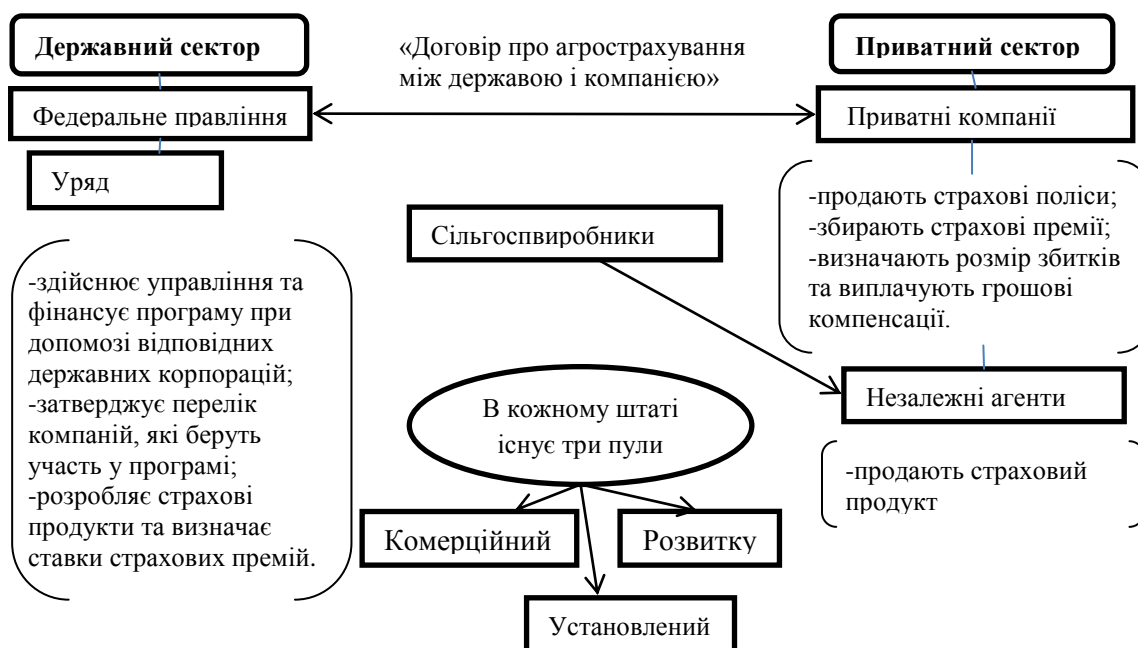 Державний сектор
«Договір про агрострахування
між державою і компанією»
Приватний сектор
Федеральне правління
Приватні компанії
Уряд
-продають страхові поліси;
-збирають страхові премії;
-визначають розмір збитків
та виплачують грошові
компенсації.
Сільгоспвиробники
-здійснює управління та
фінансує програму при
допомозі відповідних
державних корпорацій;
-затверджує перелік
компаній, які беруть
участь у програмі;
-розробляє страхові
продукти та визначає
ставки страхових премій.
В кожному штаті
існує три пули
Незалежні агенти
-продають страховий
продукт
Комерційний
Розвитку
Установлений